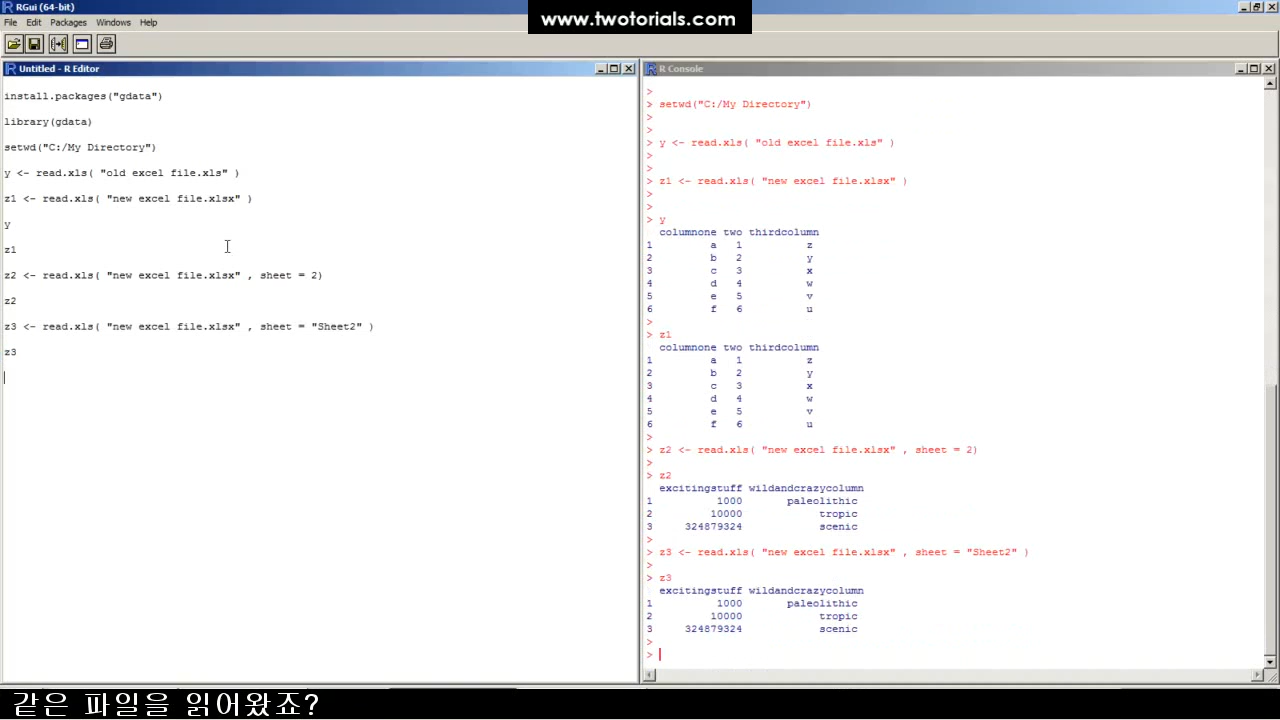 RGui (64-bit)
www.twotorials.com
File Edit Packages Windows Help
Untitled - R Editor
install.packages("gdata")
library(gdata)
setwd("C:/My Directory")
y <- read.xls( "old excel file.xls" )
z1 <- read.xls( "new excel file.xlsx" )
y
z1
z2 <- read.xls( "new excel file.xlsx" , sheet = 2)
z2
z3 <- read.xls( "new excel file.xlsx" , sheet = "Sheet2" )
z3
R Console
>
> setwd("C:/My Directory")
>
>
> y <- read.xls( "old excel file.xls" )
>
>
> z1 <- read.xls( "new excel file.xlsx" )
>
>
> y
columnone two thirdcolumn
1 a 1 z
2 b 2 y
3 c 3 x
4 d 4 w
5 e 5 v
6 f 6 u
>
> z1
columnone two thirdcolumn
1 a 1 z
2 b 2 y
3 c 3 x
4 d 4 w
5 e 5 v
6 f 6 u
>
> z2 <- read.xls( "new excel file.xlsx" , sheet = 2)
>
> z2
excitingstuff wildandcrazycolumn
1 1000 paleolithic
2 10000 tropic
3 324879324 scenic
>
> z3 <- read.xls( "new excel file.xlsx" , sheet = "Sheet2" )
>
> z3
excitingstuff wildandcrazycolumn
1 1000 paleolithic
2 10000 tropic
3 324879324 scenic
>
>
같은 파일을 읽어왔죠?